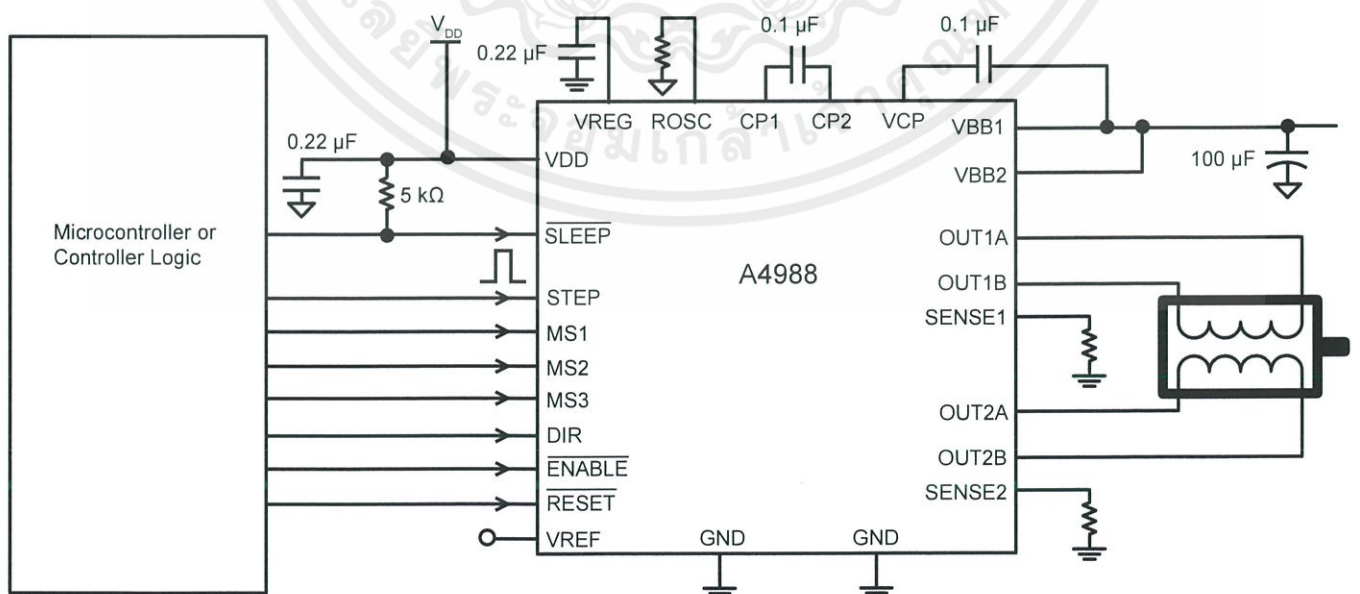 V_DD
0.22 µF
0.1 µF
0.1 µF
VREG ROSC CP1 CP2 VCP VBB1
0.22 µF
VDD
VBB2
100 µF
5 kΩ
Microcontroller or
Controller Logic
SLEEP
OUT1A
A4988
OUT1B
STEP
SENSE1
MS1
MS2
MS3
OUT2A
DIR
OUT2B
ENABLE
SENSE2
RESET
VREF
GND
GND